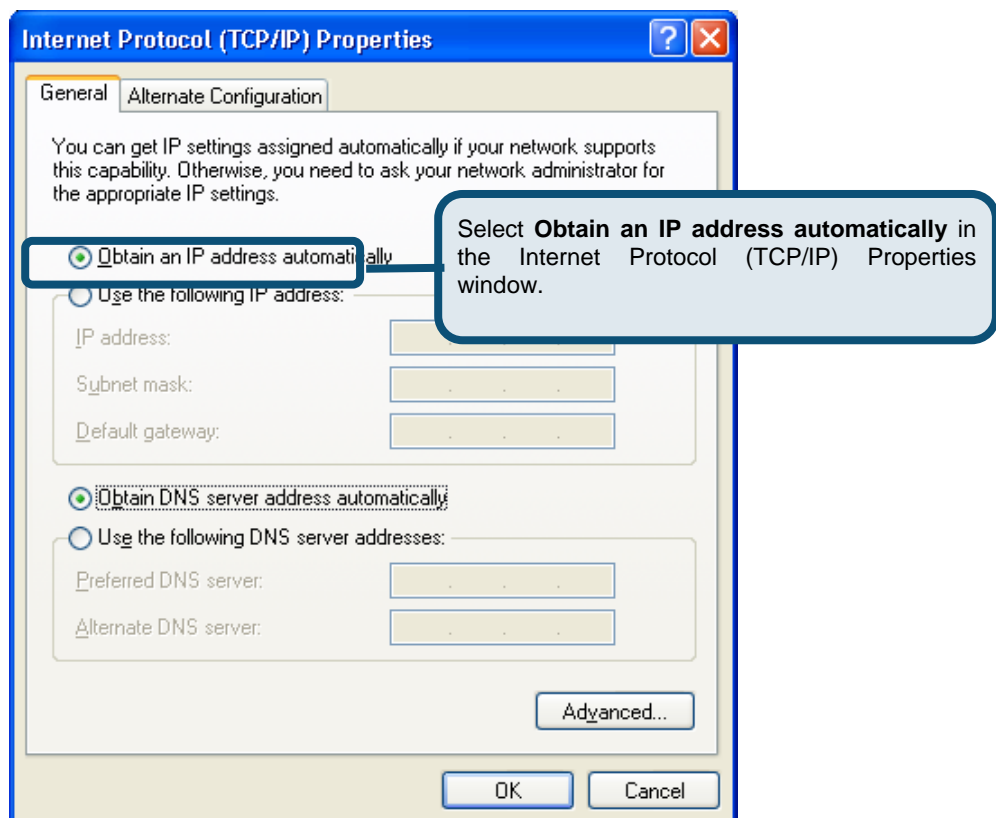 Internet Protocol (TCP/IP) Properties
General
Alternate Configuration
You can get IP settings assigned automatically if your network supports
this capability. Otherwise, you need to ask your network administrator for
the appropriate IP settings.
Obtain an IP address automatically
Select Obtain an IP address automatically in
the Internet Protocol (TCP/IP) Properties
window.
Use the following IP address:
IP address:
Subnet mask:
Default gateway:
Obtain DNS server address automatically
Use the following DNS server addresses:
Preferred DNS server:
Alternate DNS server:
Advanced...
OK
Cancel